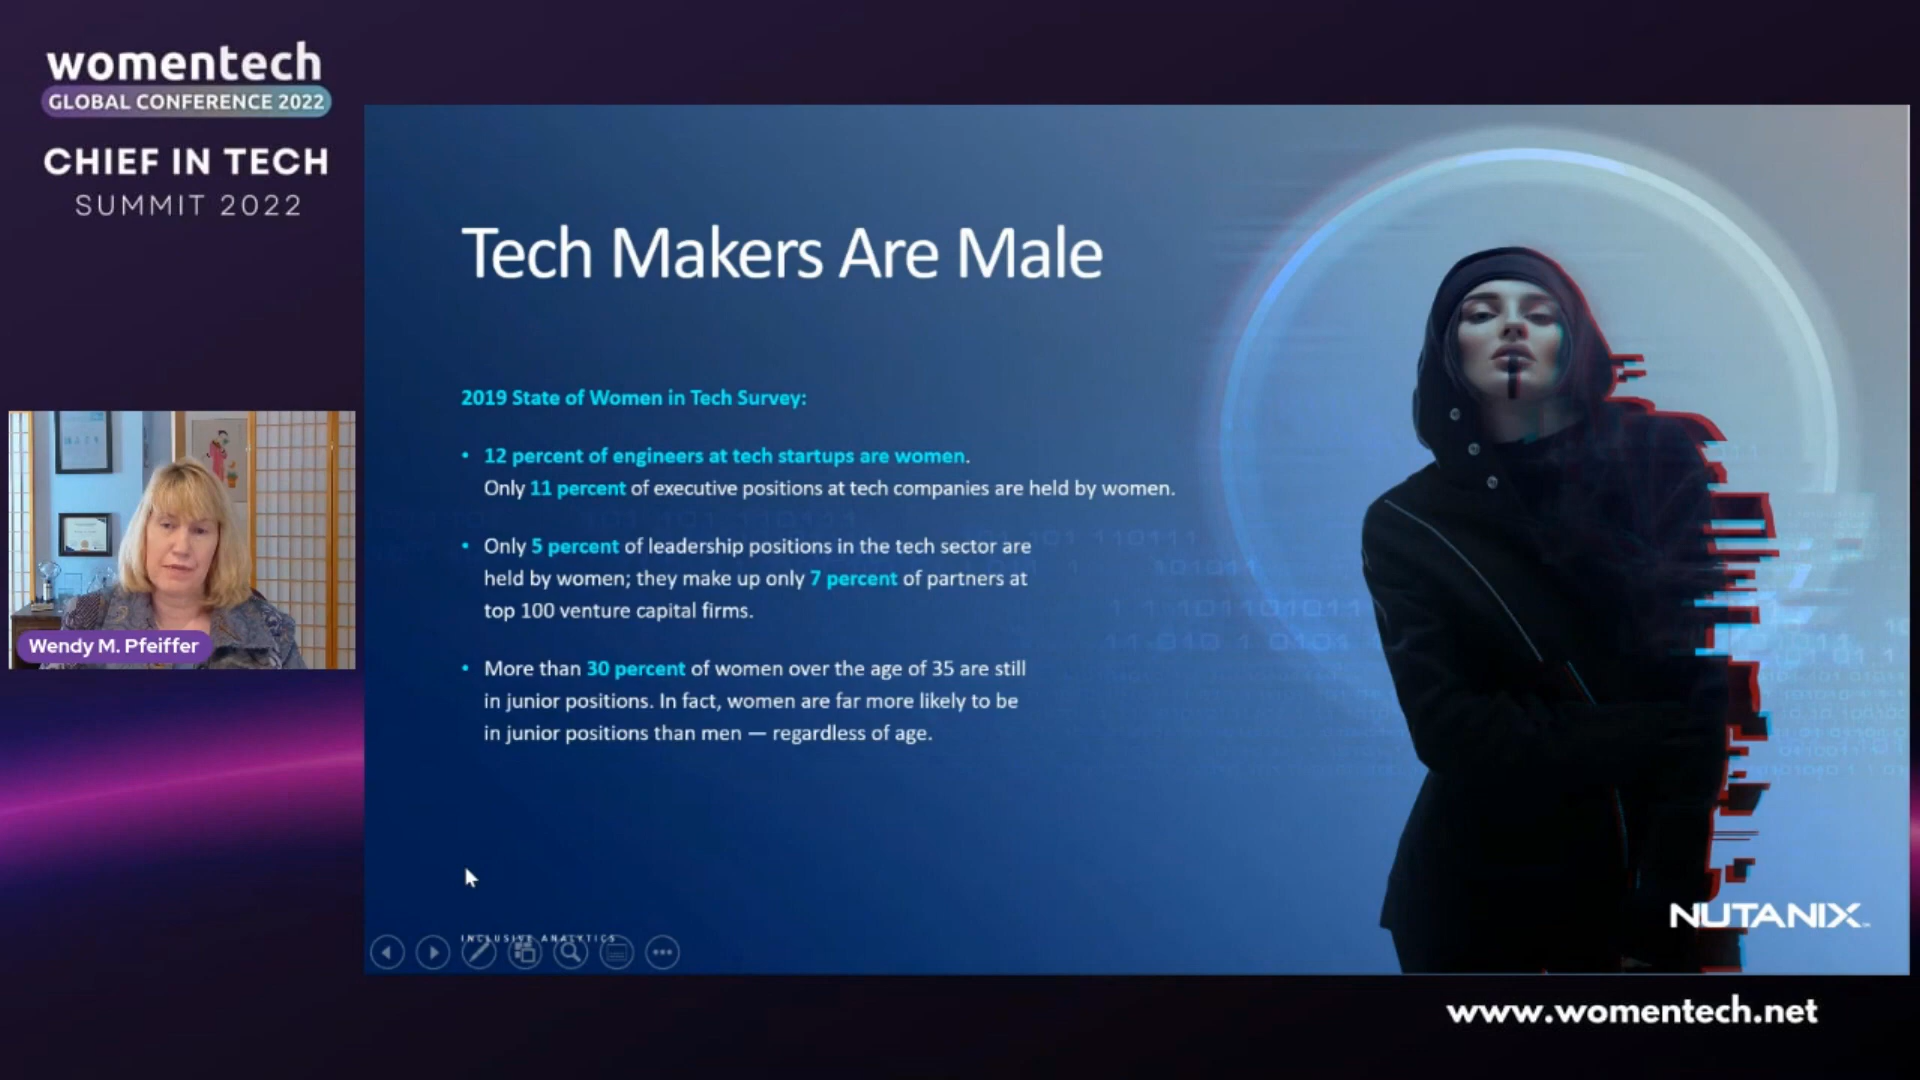 womentech
GLOBAL CONFERENCE 2022
CHIEF IN TECH
SUMMIT 2022
Tech Makers Are Male
2019 State of Women in Tech Survey:
• 12 percent of engineers at tech startups are women.
Only 11 percent of executive positions at tech companies are held by women.
• Only 5 percent of leadership positions in the tech sector are
held by women; they make up only 7 percent of partners at
top 100 venture capital firms.
• More than 30 percent of women over the age of 35 are still
in junior positions. In fact, women are far more likely to be
in junior positions than men — regardless of age.
Wendy M. Pfeiffer
INCLUSIVE ANALYTICS
NUTANIX
www.womentech.net